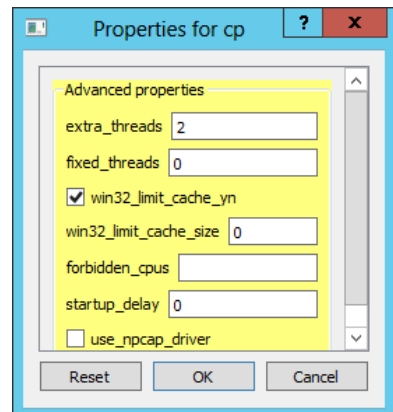 Properties for cp
?
x
Advanced properties
extra_threads 2
fixed_threads 0
win32_limit_cache_yn
win32_limit_cache_size 0
forbidden_cpus
startup_delay 0
use_npcap_driver
Reset OK Cancel